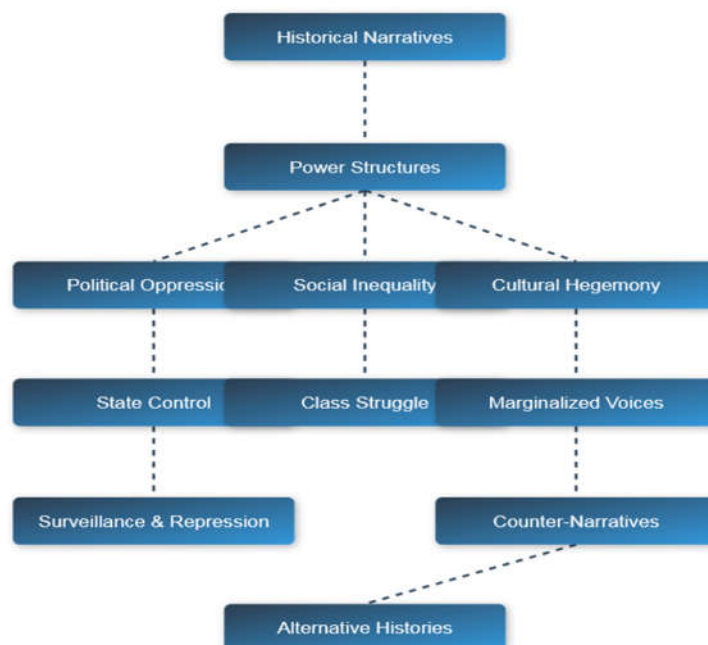 Historical Narratives
Power Structures
Political Oppressio
Social Inequality
Cultural Hegemony
State Control
Class Struggle
Marginalized Voices
Surveillance & Repression
Counter-Narratives
Alternative Histories